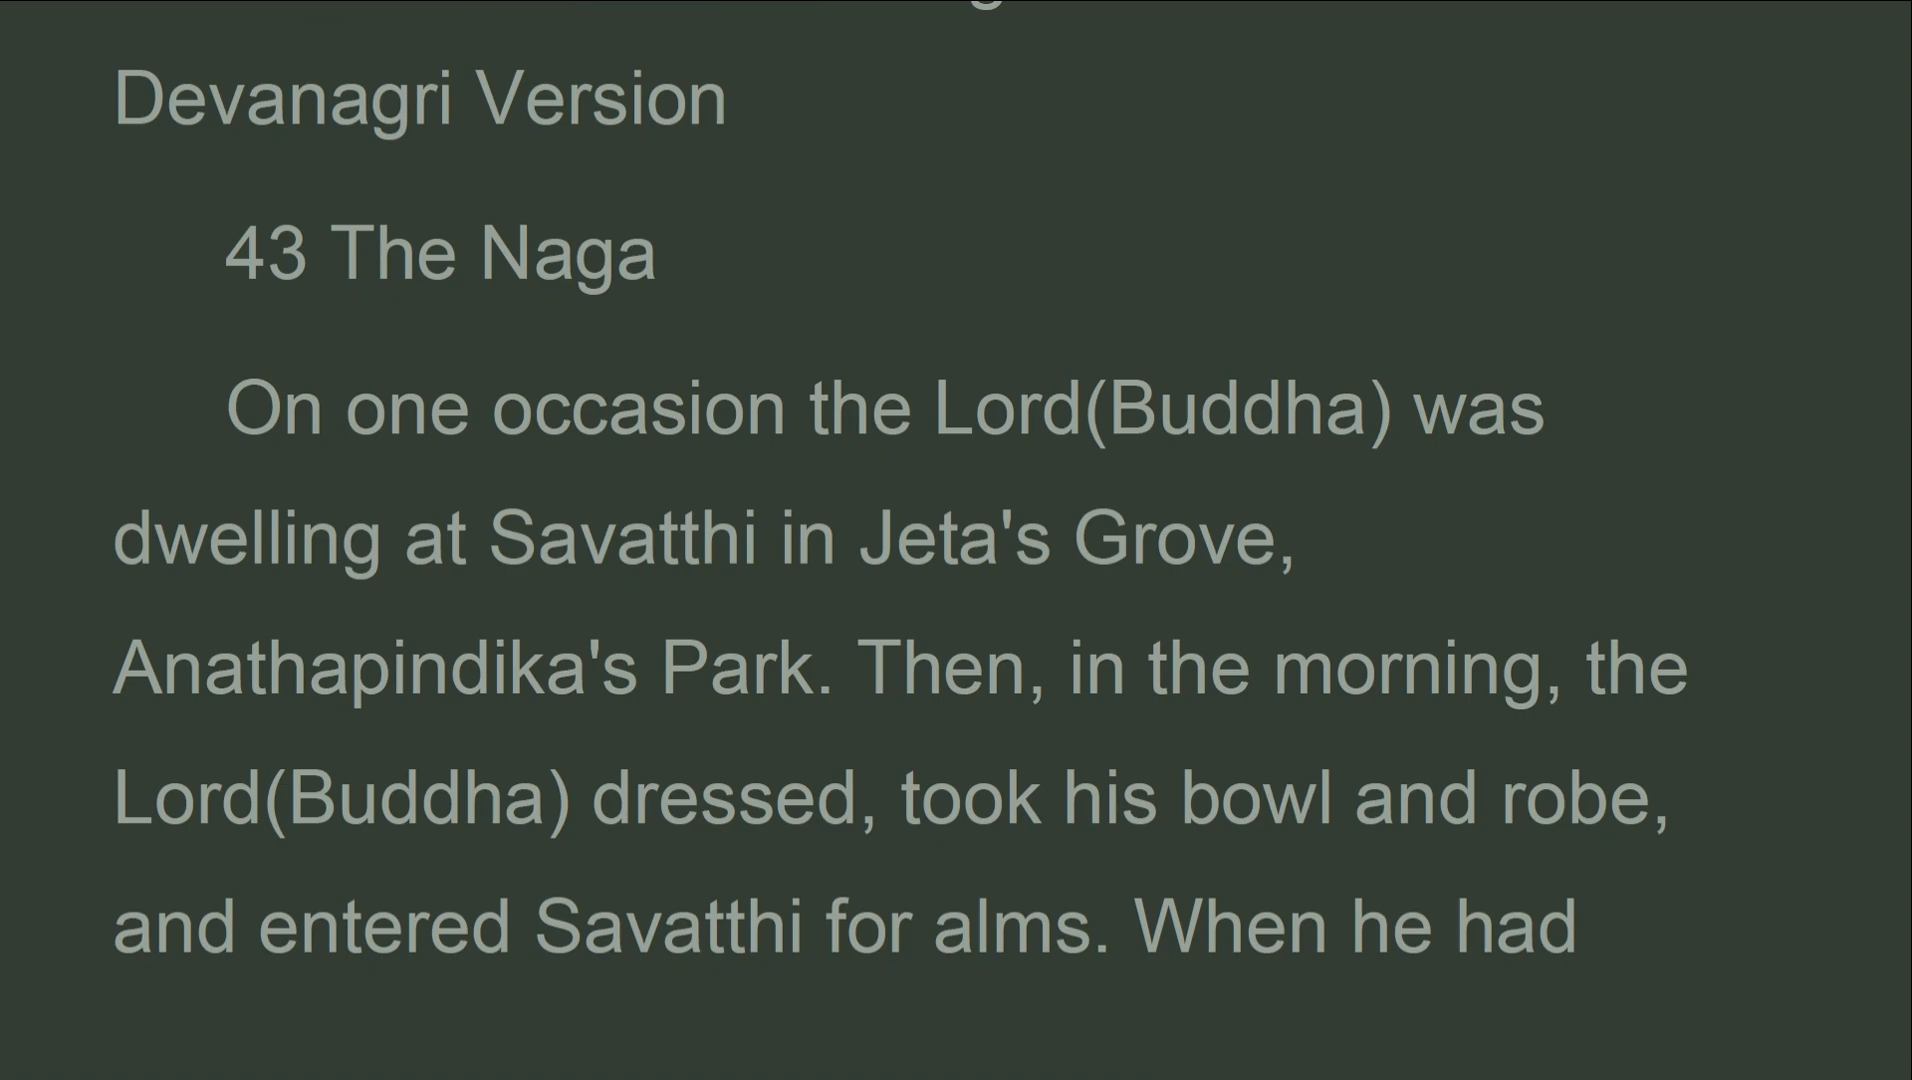 Devanagri Version
43 The Naga
On one occasion the Lord(Buddha) was
dwelling at Savatthi in Jeta's Grove,
Anathapindika's Park. Then, in the morning, the
Lord(Buddha) dressed, took his bowl and robe,
and entered Savatthi for alms. When he had